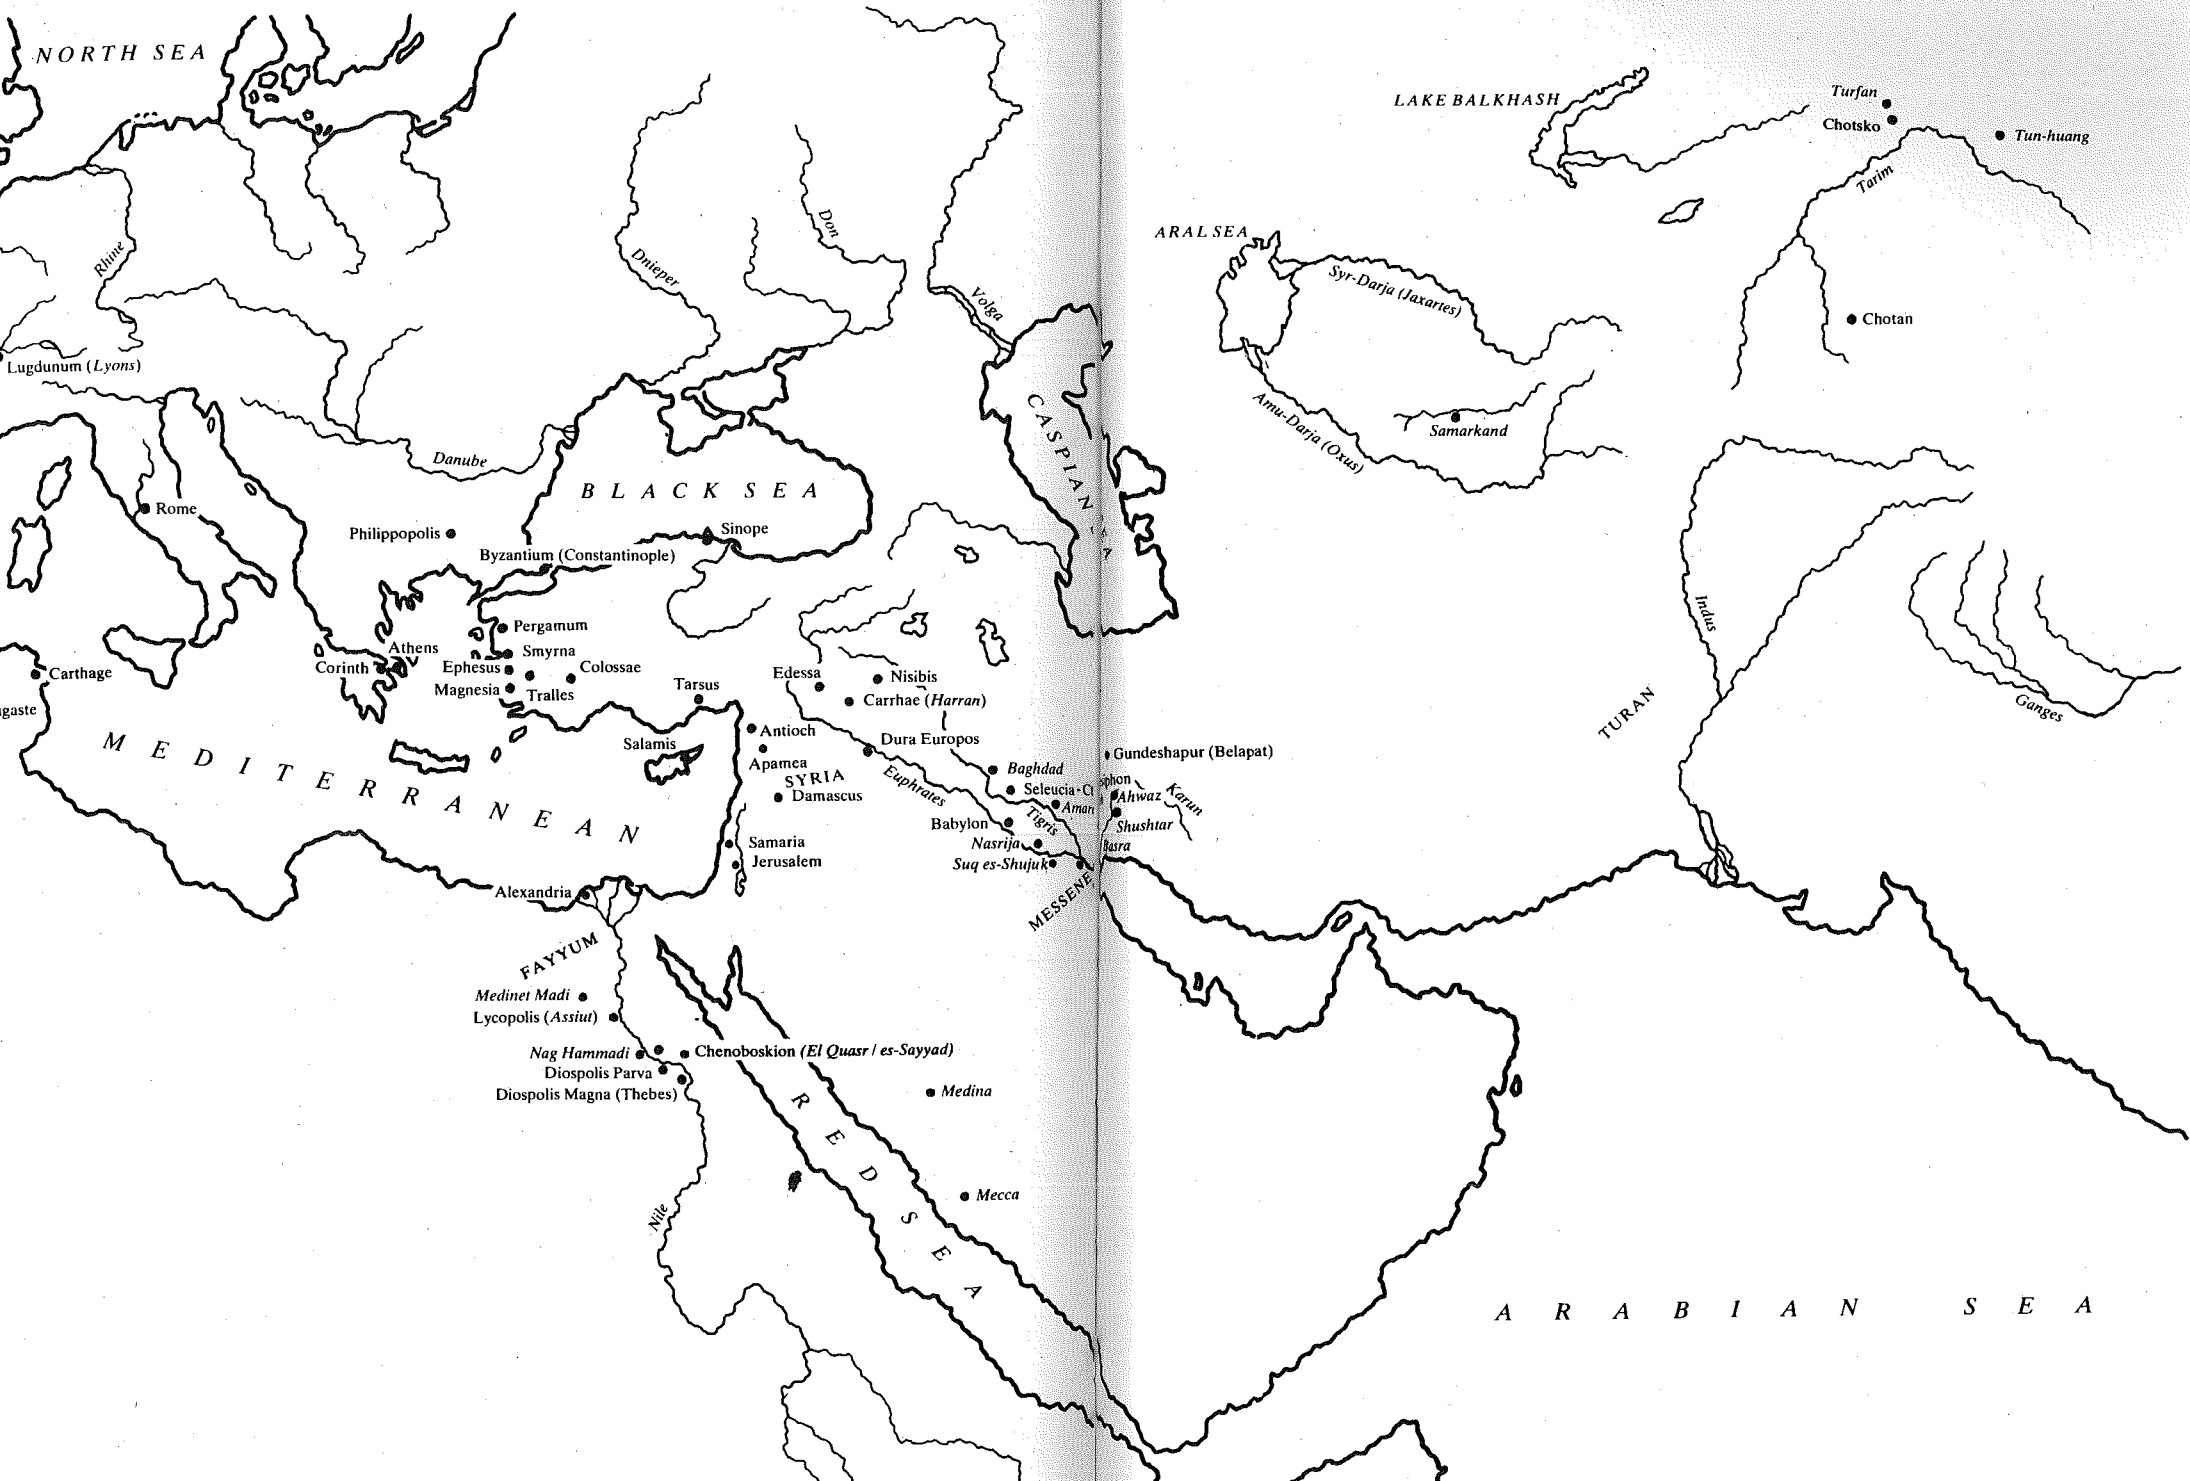 NORTH SEA
LAKE BALKHASH
Turfan
Chotsko
Tun-huang
Tarim
Rhine
Don
Dnieper
ARAL SEA
Volga
Syr-Darja (Jaxartes)
Chotan
Lugdunum (Lyons)
CASPIAN
Amu-Darja (Oxus)
Samarkand
Danube
BLACK SEA
Rome
Philippopolis
Sinope
Byzantium (Constantinople)
Indus
Pergamum
Athens
Smyrna
Corinth
Ephesus
Colossae
Carthage
Magnesia
Tralles
Tarsus
Edessa
Nisibis
Carrhae (Harran)
gaste
TURAN
Ganges
MEDITERRANEAN
Antioch
Salamis
Dura Europos
Gundeshapur (Belapat)
Apamea
SYRIA
Damascus
Euphrates
Baghdad
Seleucia-Ct
sphon
Ahwaz
Karun
Amar
Tigris
Babylon
Shushtar
Nasrija
Basra
Suq es-Shujuk
Samaria
Jerusalem
MESSENE
Alexandria
FAYYUM
Medinet Madi
Lycopolis (Assiut)
Nag Hammadi
Chenoboskion (El Quasr / es-Sayyad)
Diospolis Parva
Diospolis Magna (Thebes)
Medina
RED SEA
Mecca
Nile
ARABIAN SEA